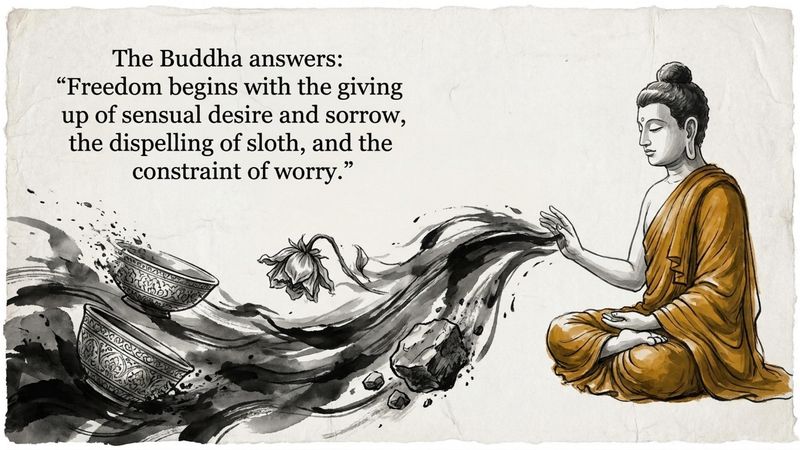 The Buddha answers:
“Freedom begins with the giving
up of sensual desire and sorrow,
the dispelling of sloth, and the
constraint of worry.”